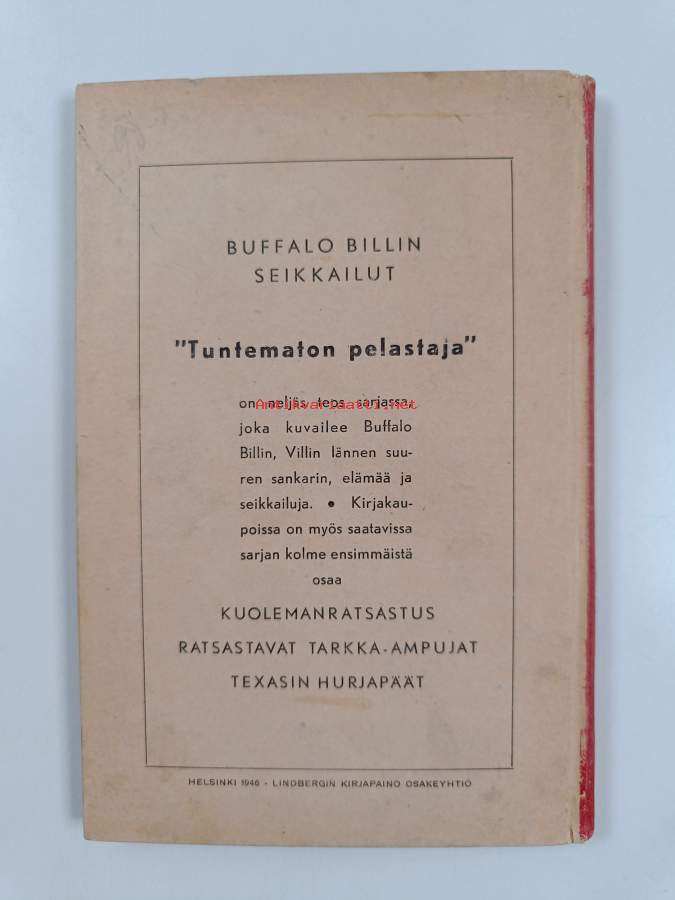 BUFFALO BILLIN
SEIKKAILUT
"Tuntematon pelastaja"
on neljäs teos sarjassa,
Antikvariaatti.net
joka kuvailee Buffalo
Billin, Villin lännen suu-
ren sankarin, elämää ja
seikkailuja. • Kirjakau-
poissa on myös saatavissa
sarjan kolme ensimmäistä
osaa
KUOLEMANRATSASTUS
RATSASTAVAT TARKKA-AMPUJAT
TEXASIN HURJAPÄÄT
HELSINKI 1946 - LINDBERGIN KIRJAPAINO OSAKEYHTIÖ